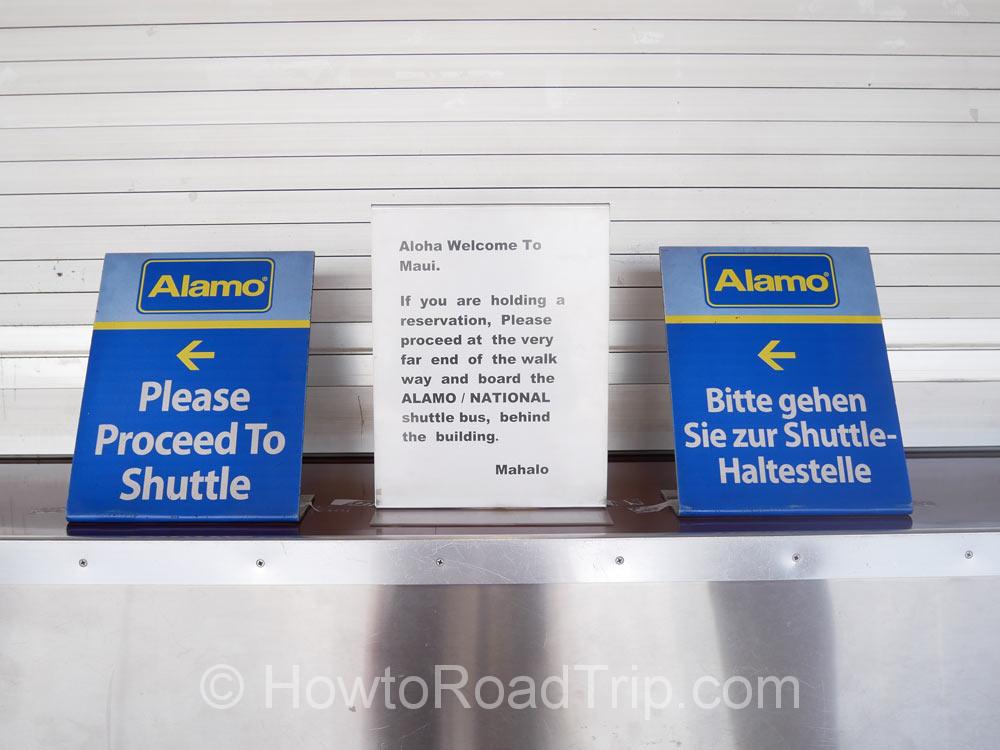 Alamo®
Please
Proceed To
Shuttle
Aloha Welcome To
Maui.
If you are holding a
reservation, Please
proceed at the very
far end of the walk
way and board the
ALAMO / NATIONAL
shuttle bus, behind
the building.
Mahalo
Alamo®
Bitte gehen
Sie zur Shuttle-
Haltestelle
© HowtoRoadTrip.com